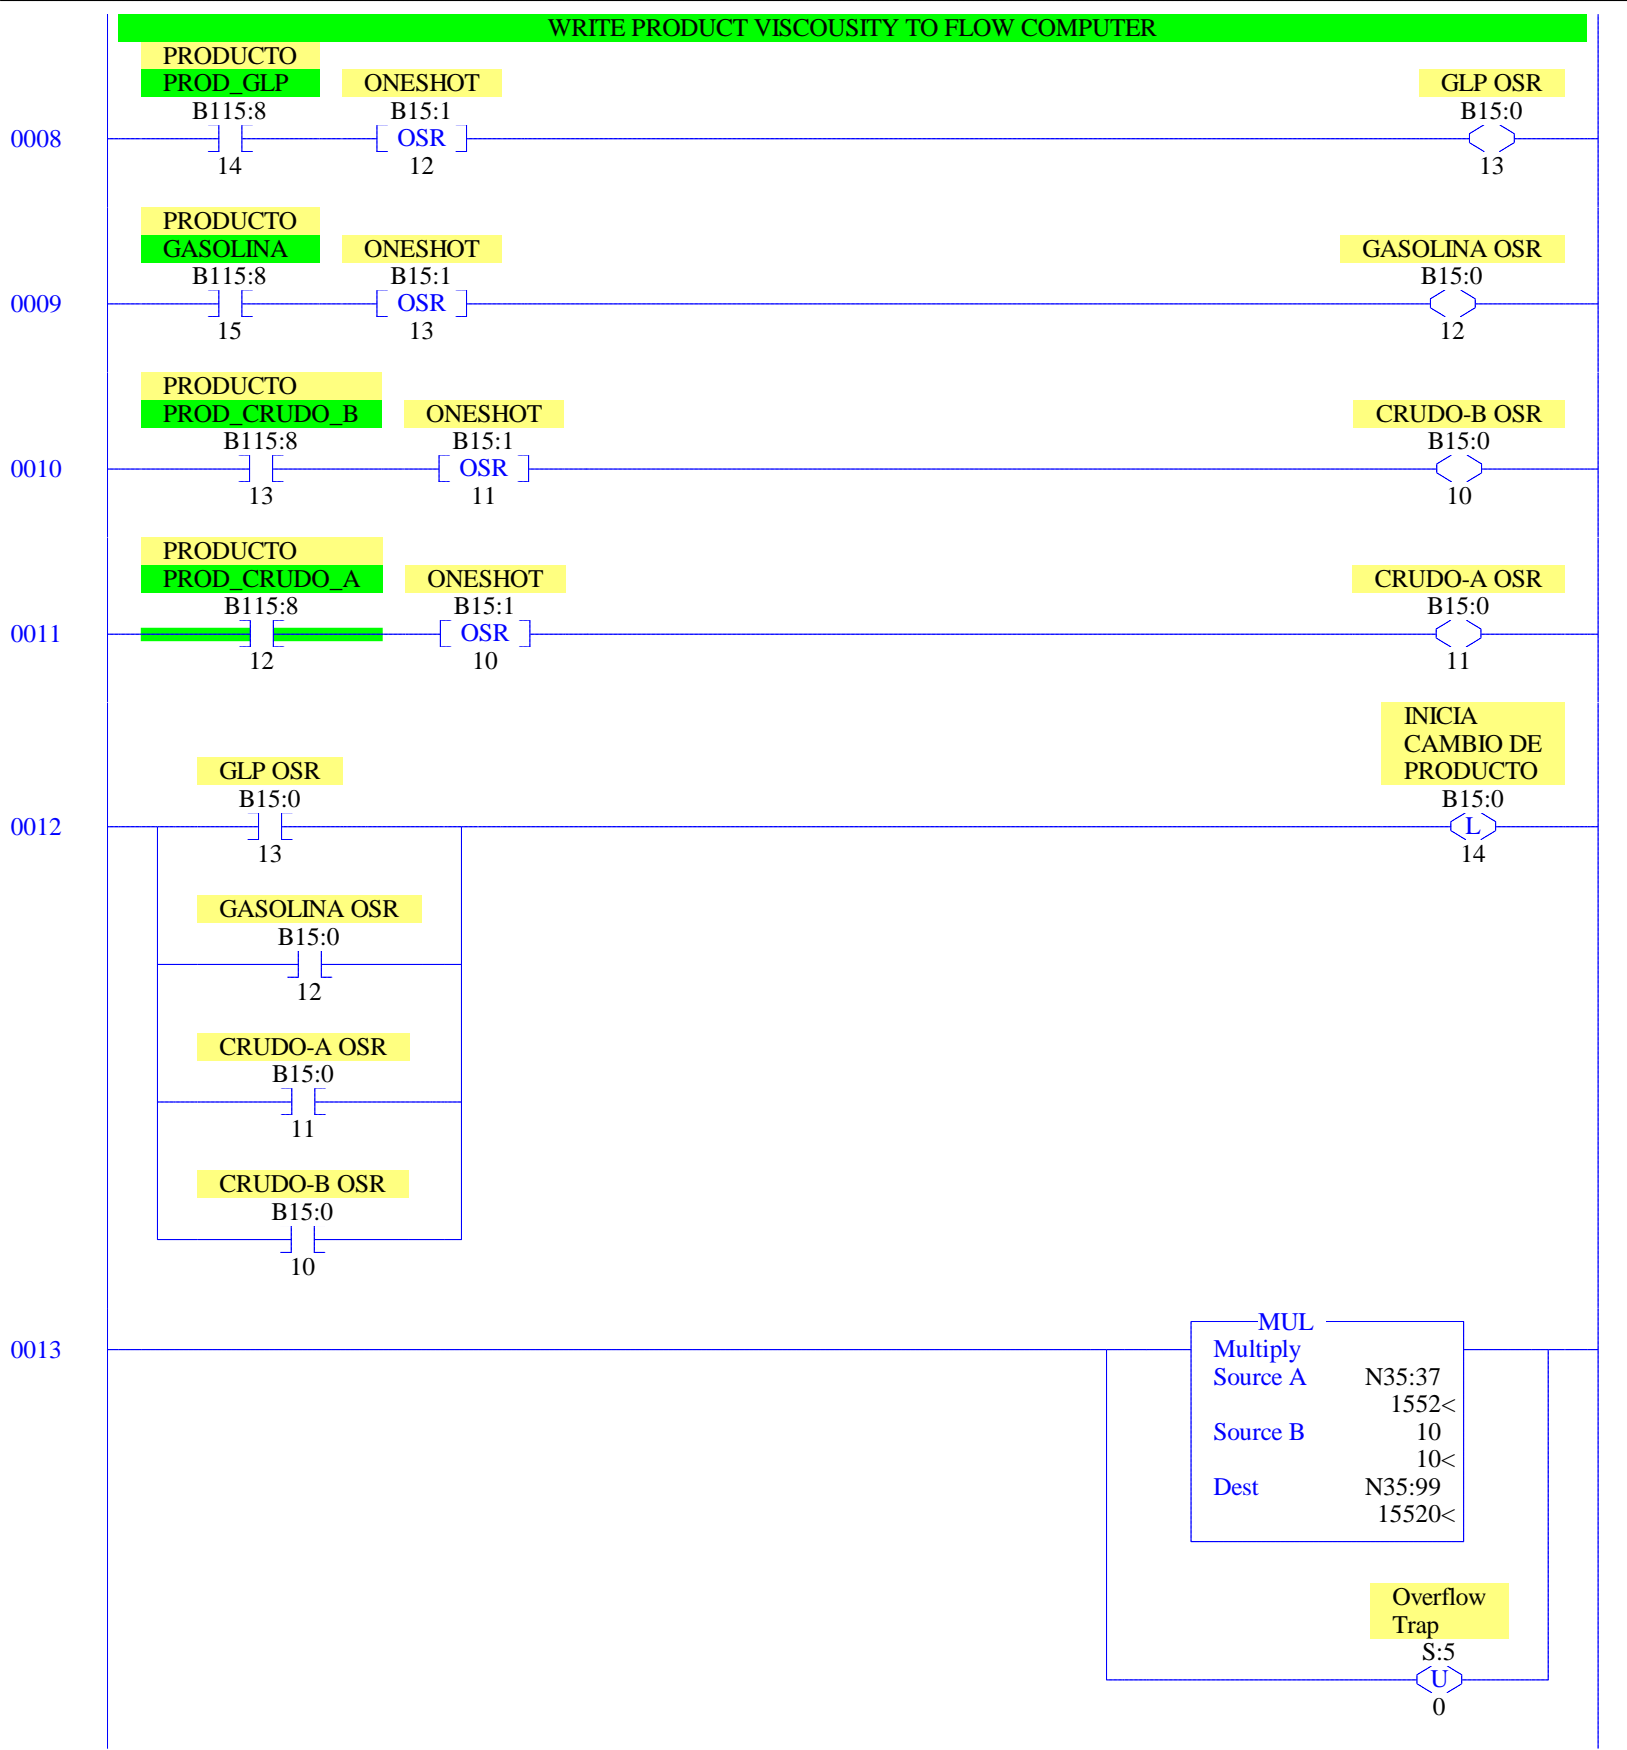 WRITE PRODUCT VISCOUSITY TO FLOW COMPUTER
PRODUCTO
PROD_GLP ONESHOT GLP OSR
B115:8 B15:1 B15:0
0008 OSR
14 12 13
PRODUCTO
GASOLINA ONESHOT GASOLINA OSR
B115:8 B15:1 B15:0
0009 OSR
15 13 12
PRODUCTO
PROD_CRUDO_B ONESHOT CRUDO-B OSR
B115:8 B15:1 B15:0
0010 OSR
13 11 10
PRODUCTO
PROD_CRUDO_A ONESHOT CRUDO-A OSR
B115:8 B15:1 B15:0
0011 OSR
12 10 11
INICIA
CAMBIO DE
PRODUCTO
GLP OSR
B15:0 B15:0
0012 L
13 14
GASOLINA OSR
B15:0
12
CRUDO-A OSR
B15:0
11
CRUDO-B OSR
B15:0
10
MUL
0013 Multiply
Source A N35:37
1552<
Source B 10
10<
Dest N35:99
15520<
Overflow
Trap
S:5
U
0